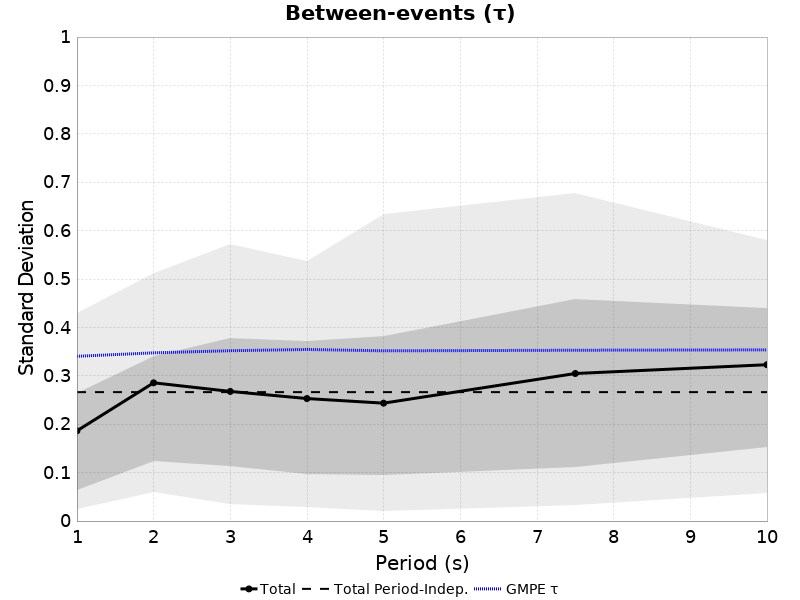 Between-events (τ)
1
0.9
0.8
0.7
0.6
0.5
0.4
0.3
0.2
0.1
0
Standard Deviation
1 2 3 4 5 6 7 8 9 10
Period (s)
Total Total Period-Indep. GMPE τ